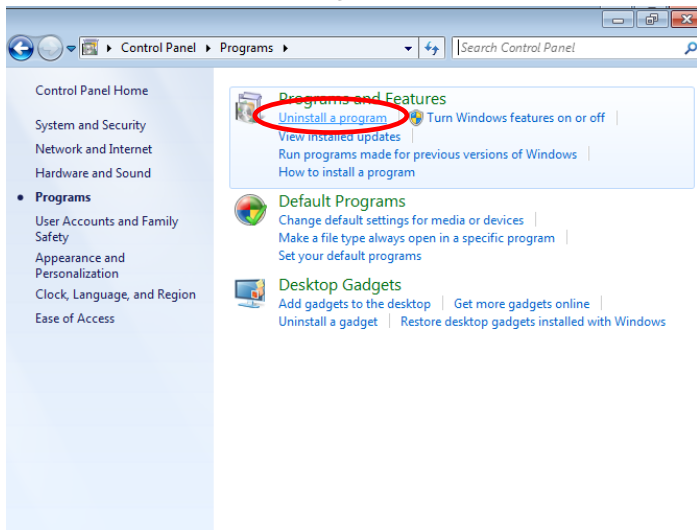 Control Panel Programs Search Control Panel
Control Panel Home
System and Security
Network and Internet
Hardware and Sound
Programs
User Accounts and Family
Safety
Appearance and
Personalization
Clock, Language, and Region
Ease of Access
Programs and Features
Uninstall a program Turn Windows features on or off
View installed updates
Run programs made for previous versions of Windows
How to install a program
Default Programs
Change default settings for media or devices
Make a file type always open in a specific program
Set your default programs
Desktop Gadgets
Add gadgets to the desktop Get more gadgets online
Uninstall a gadget Restore desktop gadgets installed with Windows